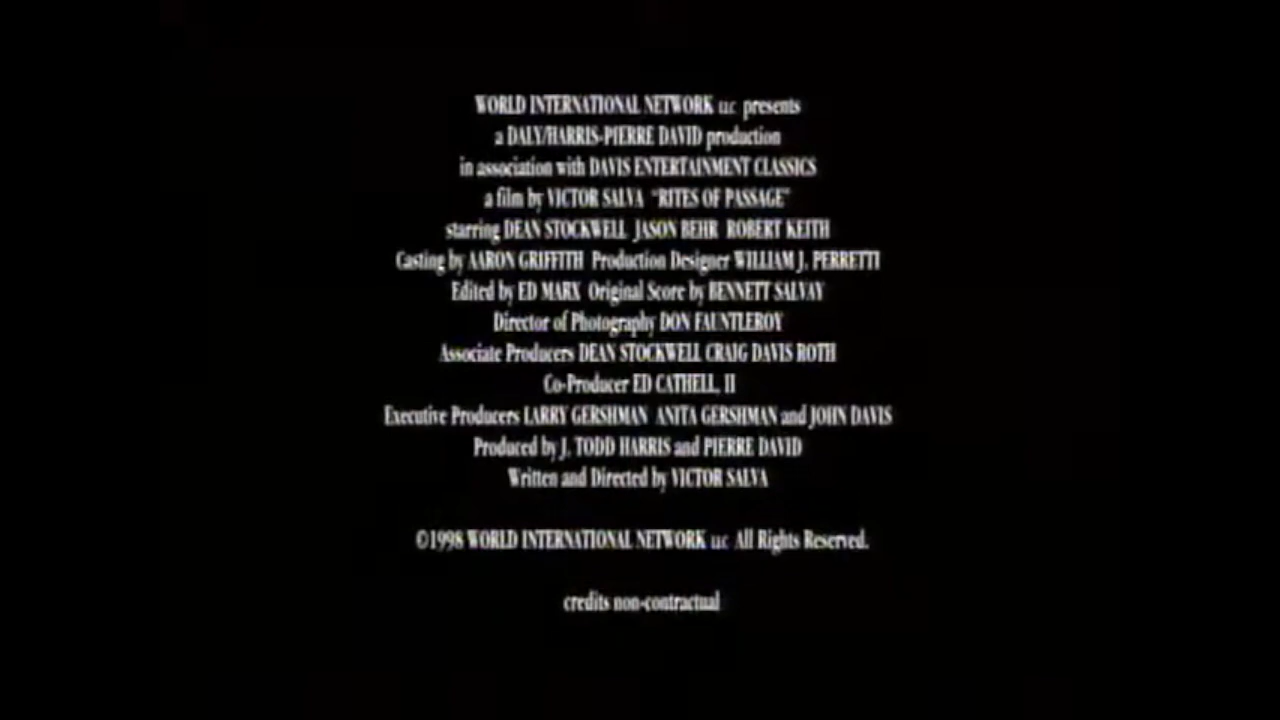 WORLD INTERNATIONAL NETWORK LLC presents
a DALY/HARRIS-PIERRE DAVID production
in association with DAVIS ENTERTAINMENT CLASSICS
a film by VICTOR SALVA "RITES OF PASSAGE"
starring DEAN STOCKWELL JASON BEHR ROBERT KEITH
Casting by AARON GRIFFITH Production Designer WILLIAM J. PERRETTI
Edited by ED MARX Original Score by BENNETT SALVAY
Director of Photography DON FAUNTLEROY
Associate Producers DEAN STOCKWELL CRAIG DAVIS ROTH
Co-Producer ED CATHELL, II
Executive Producers LARRY GERSHMAN ANITA GERSHMAN and JOHN DAVIS
Produced by J. TODD HARRIS and PIERRE DAVID
Written and Directed by VICTOR SALVA
©1998 WORLD INTERNATIONAL NETWORK LLC All Rights Reserved.
credits non-contractual